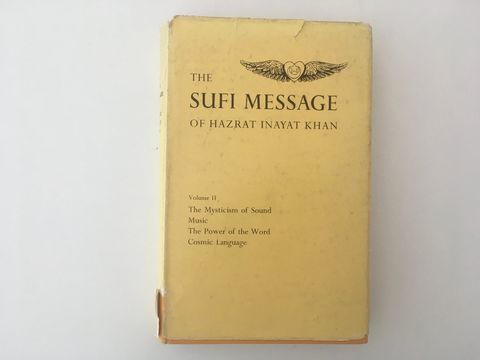 THE
SUFI MESSAGE
OF HAZRAT INAYAT KHAN
Volume II
The Mysticism of Sound
Music
The Power of the Word
Cosmic Language